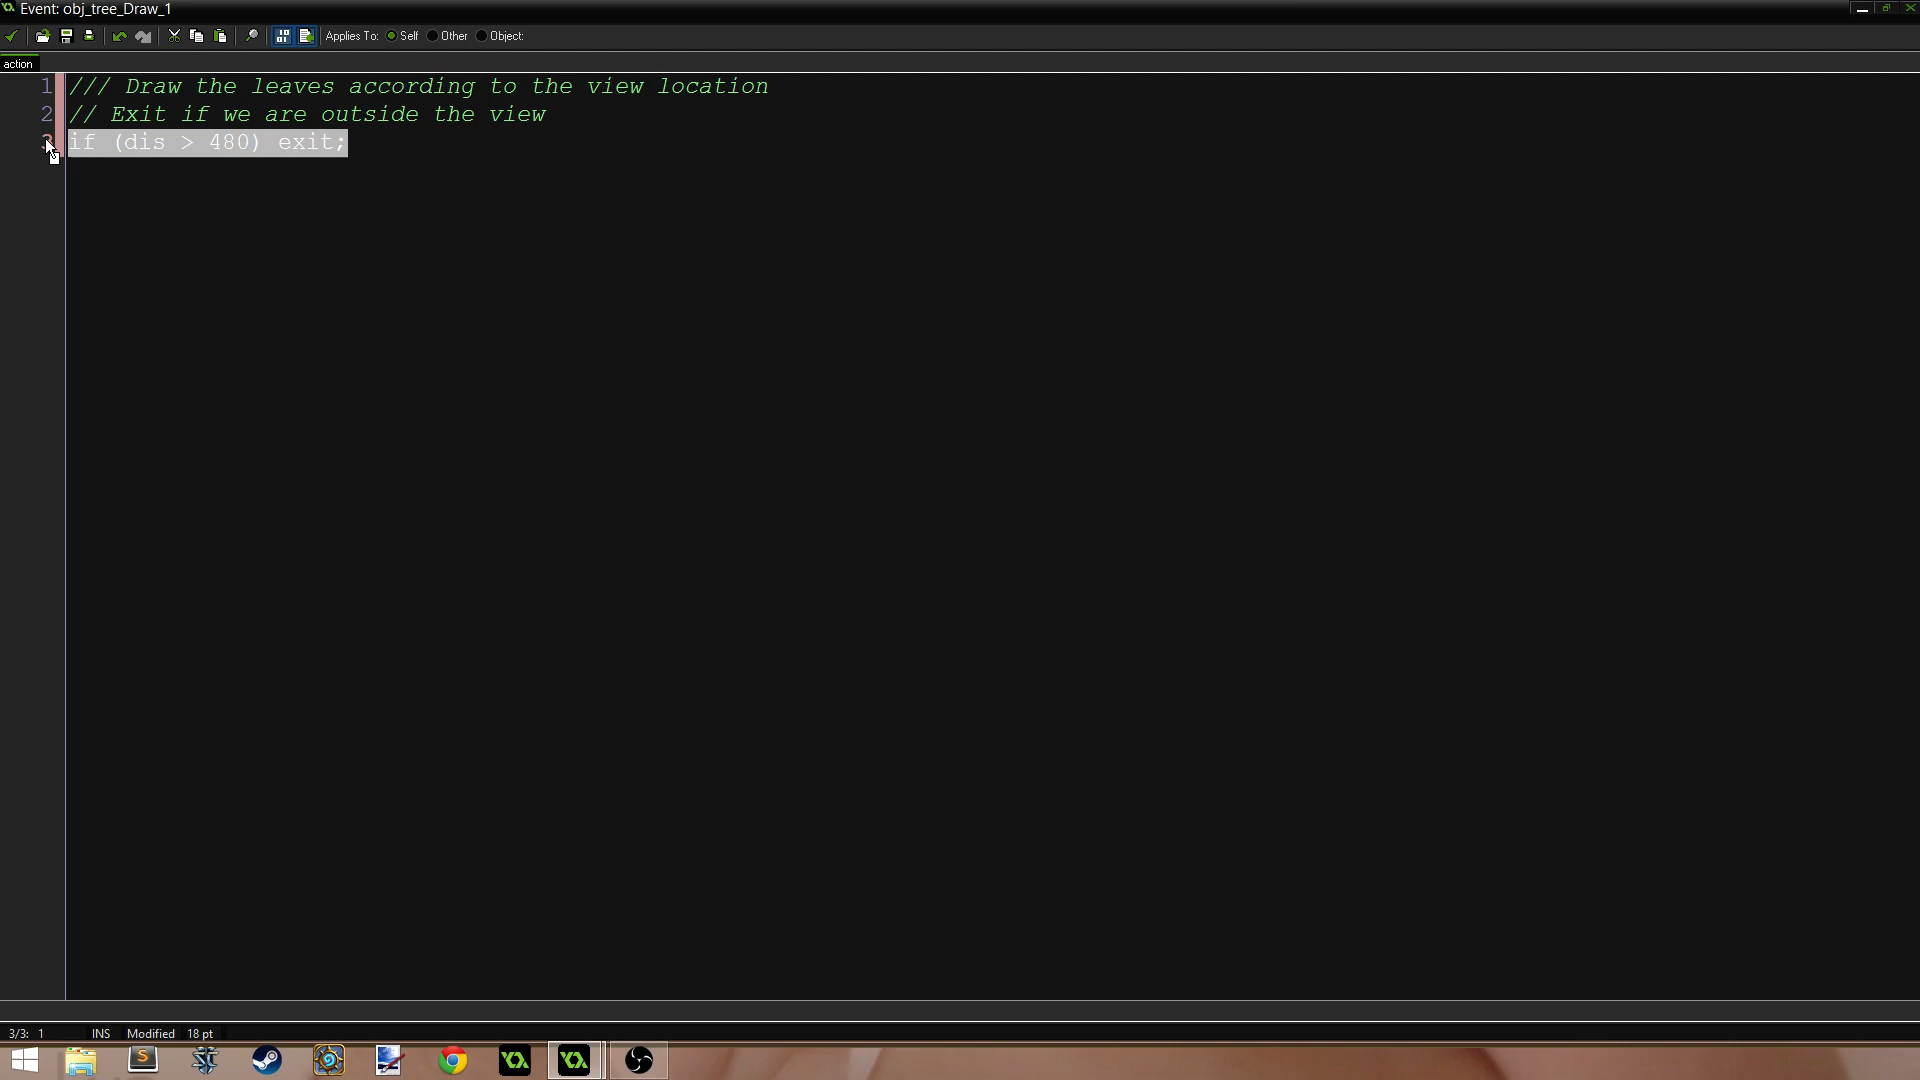 Event: obj_tree_Draw_1
Applies To: Self Other Object:
action
1 /// Draw the leaves according to the view location
2 // Exit if we are outside the view
3 if (dis > 480) exit;
3/3: 1 INS Modified 18 pt